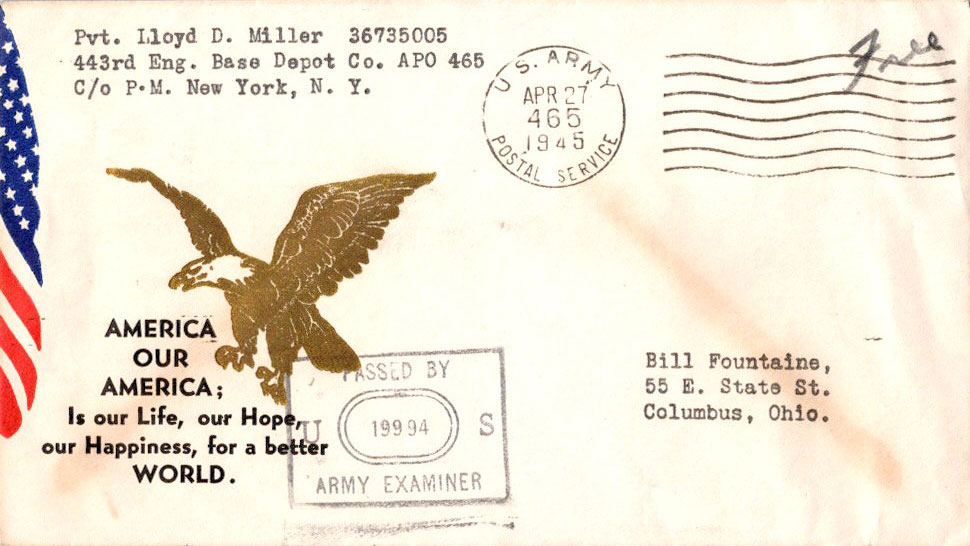 Pvt. Lloyd D. Miller 36735005
443rd Eng. Base Depot Co. APO 465
C/o P.M. New York, N. Y.
Free
U. S. ARMY
APR 27
465
1945
POSTAL SERVICE
AMERICA
OUR
AMERICA;
Is our Life, our Hope,
our Happiness, for a better
WORLD.
PASSED BY
U 19994 S
ARMY EXAMINER
Bill Fountaine,
55 E. State St.
Columbus, Ohio.